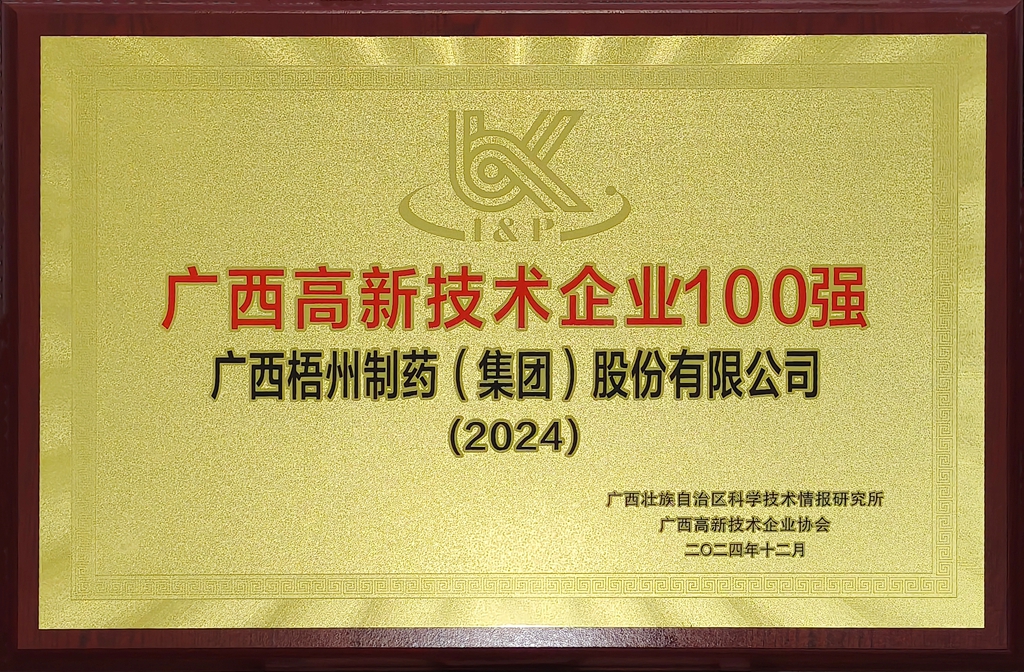 I&P
广西高新技术企业100强
广西梧州制药（集团）股份有限公司
(2024)
广西壮族自治区科学技术情报研究所
广西高新技术企业协会
二〇二四年十二月